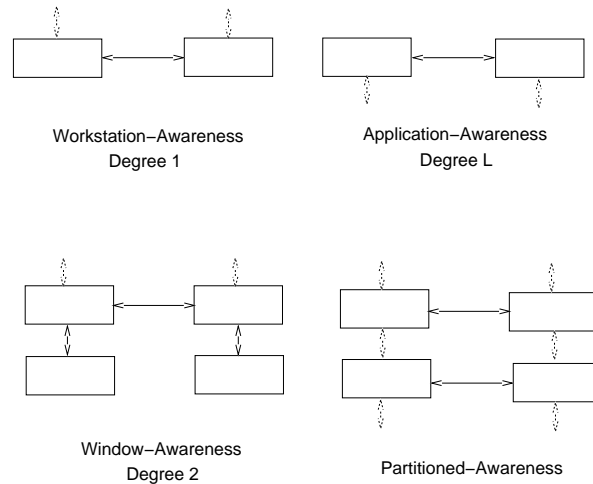 Workstation−Awareness
Degree 1
Application−Awareness
Degree L
Window−Awareness
Degree 2
Partitioned−Awareness